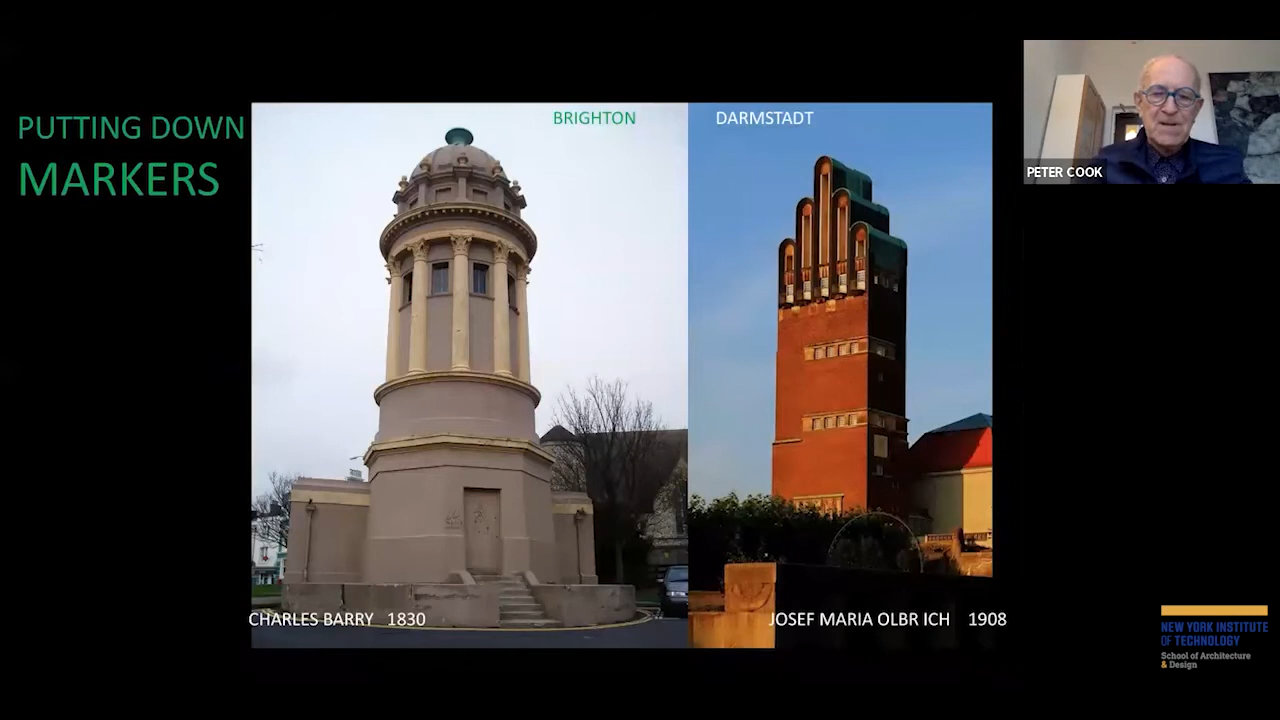 PUTTING DOWN
MARKERS
BRIGHTON
DARMSTADT
CHARLES BARRY 1830
JOSEF MARIA OLBR ICH 1908
PETER COOK
NEW YORK INSTITUTE
OF TECHNOLOGY
School of Architecture
& Design